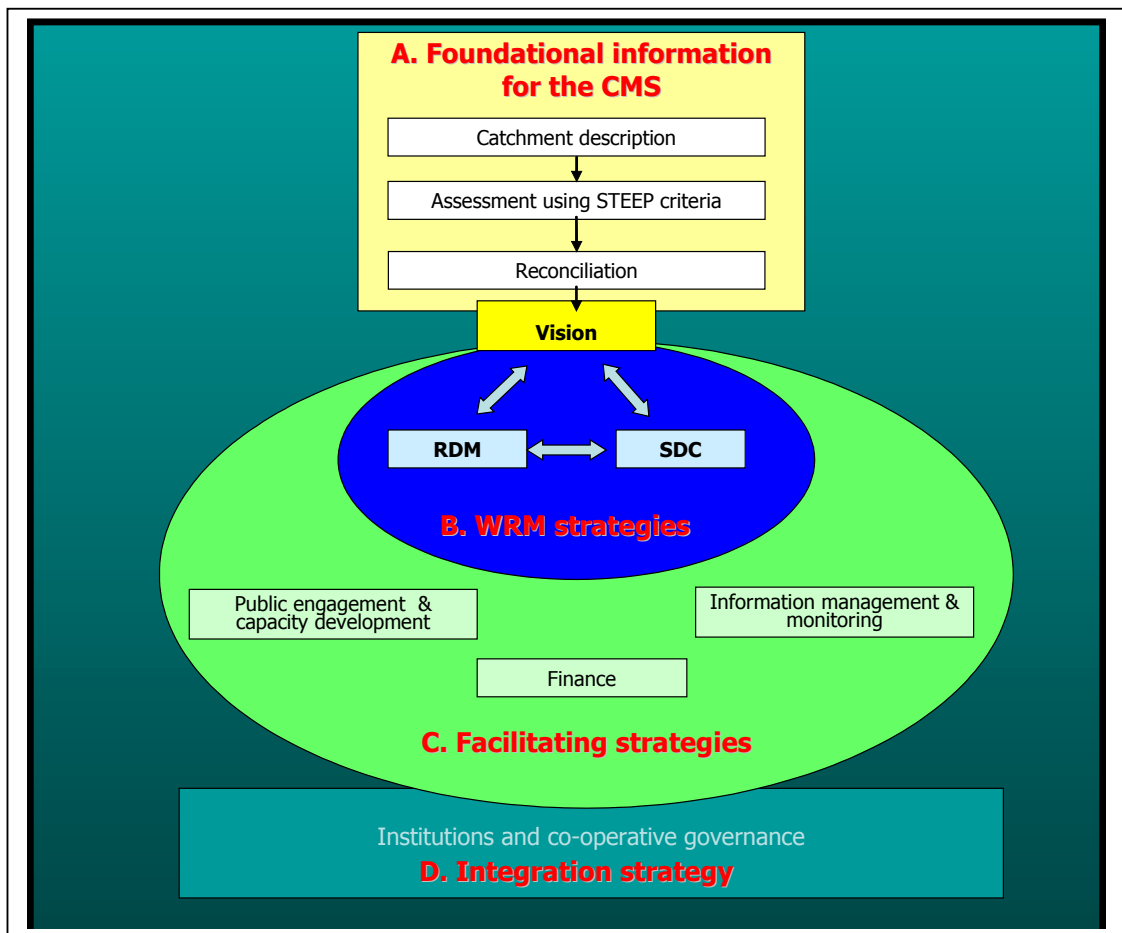 A. Foundational information
for the CMS
Catchment description
Assessment using STEEP criteria
Reconciliation
Vision
RDM
SDC
B. WRM strategies
Public engagement &
capacity development
Information management &
monitoring
Finance
C. Facilitating strategies
Institutions and co-operative governance
D. Integration strategy